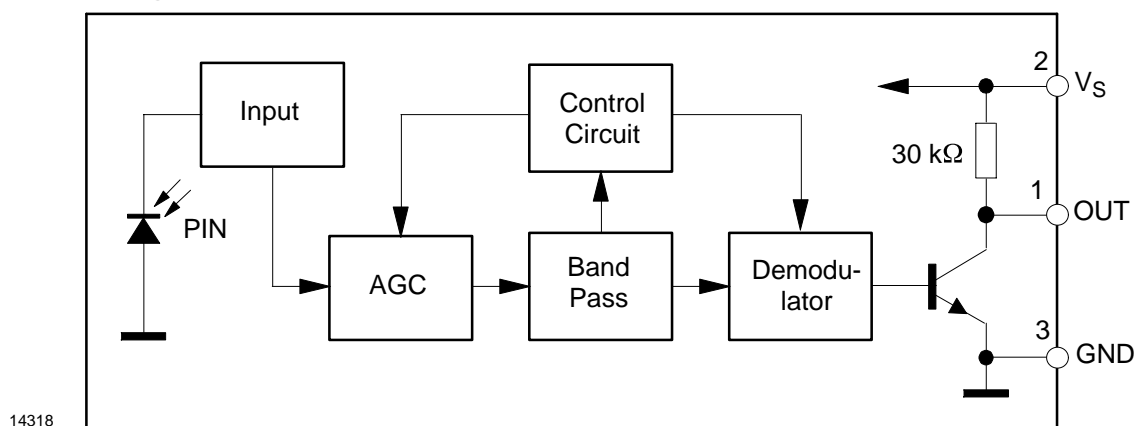 2
V_S
Input
Control
Circuit
30 kΩ
1
OUT
PIN
AGC
Band
Pass
Demodu-
lator
3
GND
14318